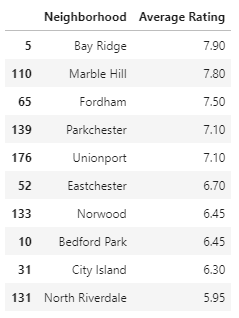 Neighborhood Average Rating
5 Bay Ridge 7.90
110 Marble Hill 7.80
65 Fordham 7.50
139 Parkchester 7.10
176 Unionport 7.10
52 Eastchester 6.70
133 Norwood 6.45
10 Bedford Park 6.45
31 City Island 6.30
131 North Riverdale 5.95